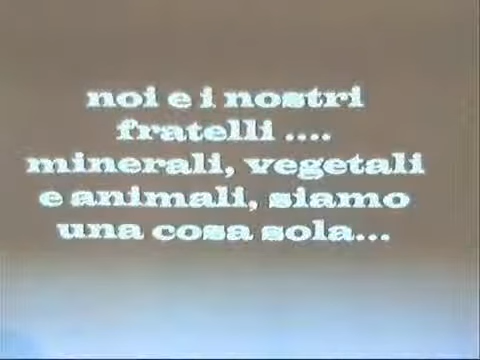 noi e i nostri
fratelli ....
minerali, vegetali
e animali, siamo
una cosa sola...